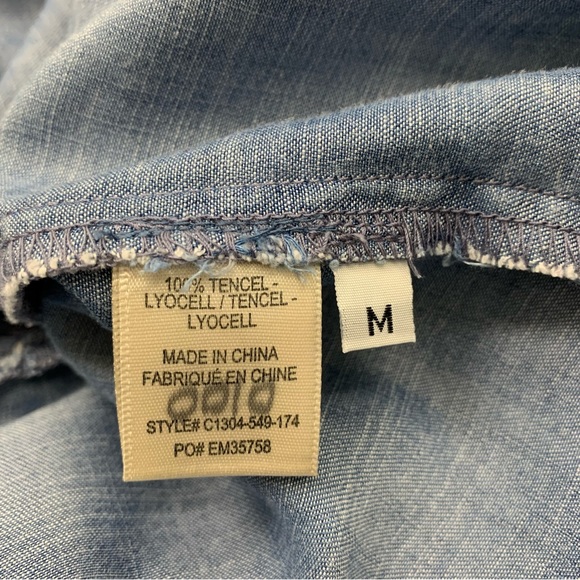 100% TENCEL -
LYOCELL / TENCEL -
LYOCELL
MADE IN CHINA
FABRIQUÉ EN CHINE
STYLE# C1304-549-174
PO# EM35758
M